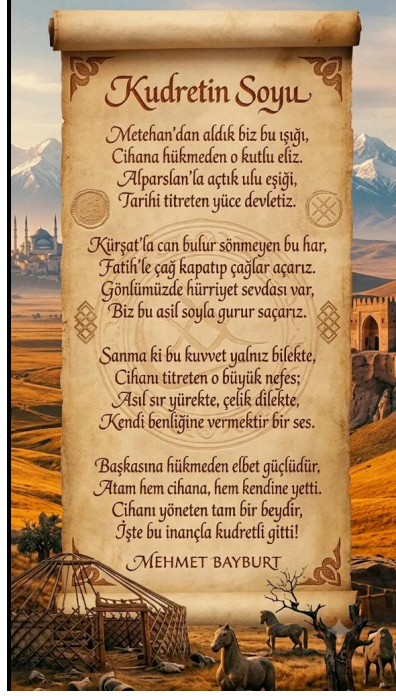 Kudretin Soyu
Metehan'dan aldık biz bu ışığı,
Cihana hükmeden o kutlu eliz.
Alparslan'la açtık ulu eşiği,
Tarihi titreten yüce devletiz.
Kürşat'la can bulur sönmeyen bu har,
Fatih'le çağ kapatıp çağlar açarız.
Gönlümüzde hürriyet sevdası var,
Biz bu asil soyla gurur saçarız.
Sanma ki bu kuvvet yalnız bilekte,
Cihanı titreten o büyük nefes;
Asıl sır yürekte, çelik dilekte,
Kendi benliğine vermektir bir ses.
Başkasına hükmeden elbet güçlüdür,
Atam hem cihana, hem kendine yetti.
Cihanı yöneten tam bir beydir,
İşte bu inançla kudretli gitti!
MEHMET BAYBURT